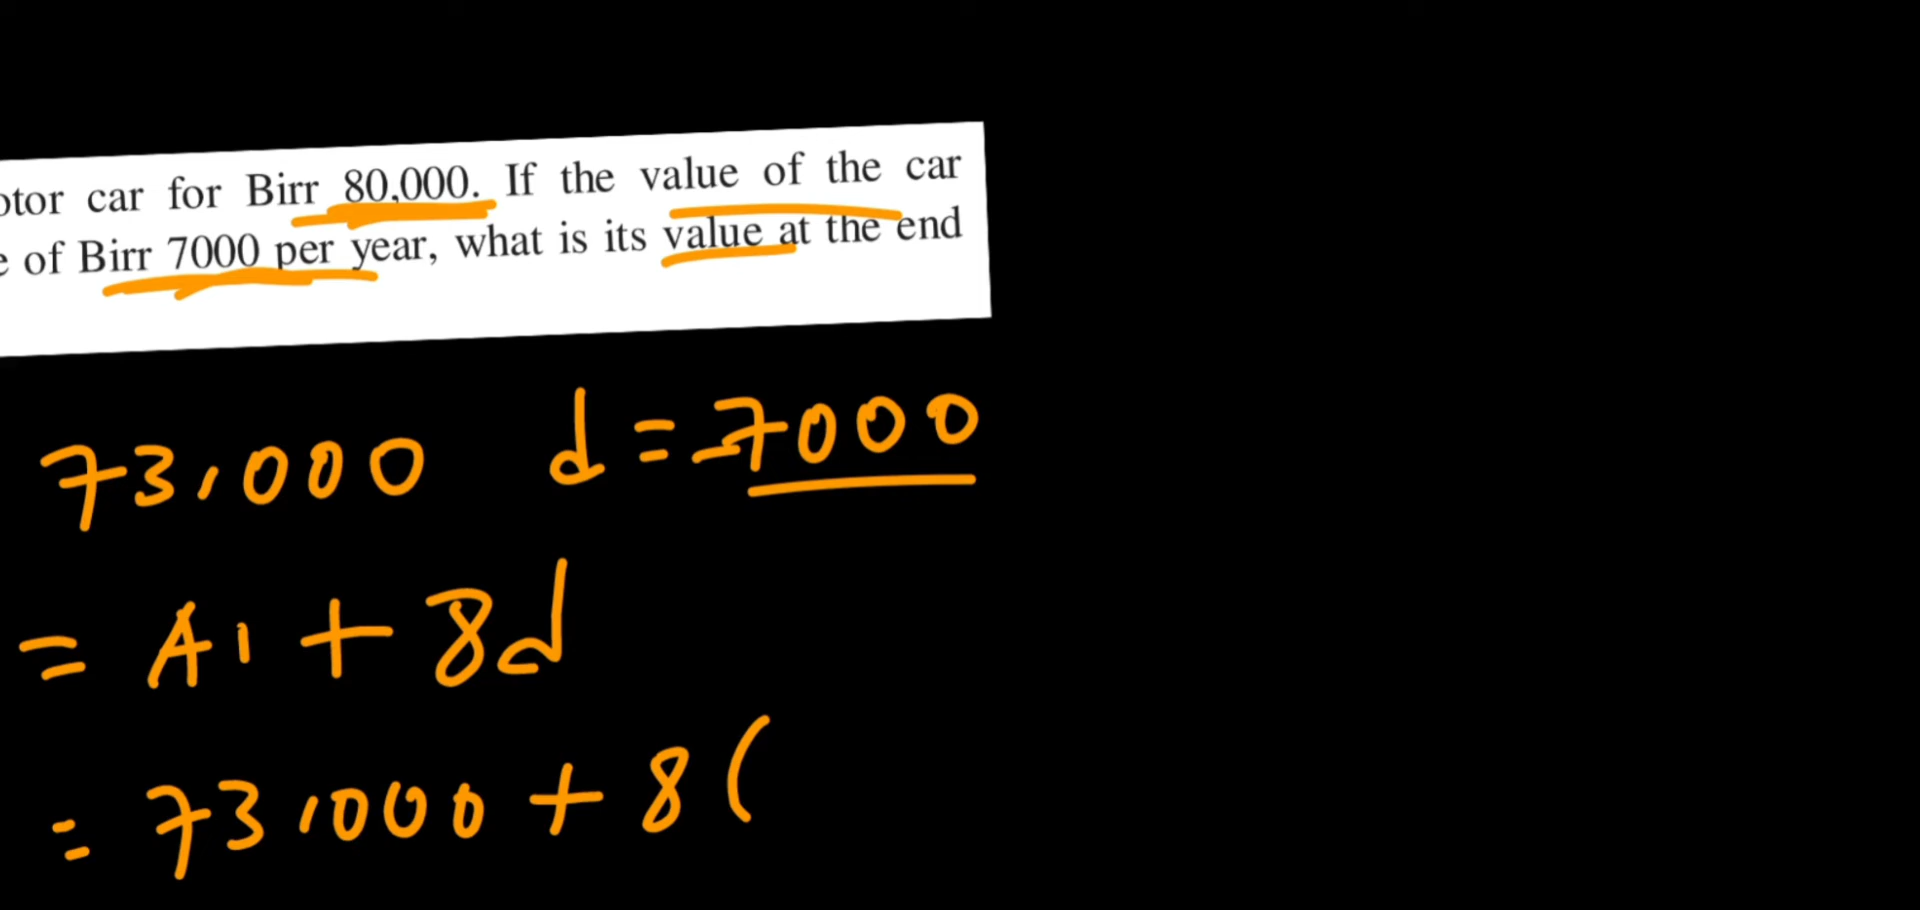 car for Birr 80,000. If the value of the car
of Birr 7000 per year, what is its value at the end
73,000 d = -7000
= A1 + 8d
= 73,000 + 8(